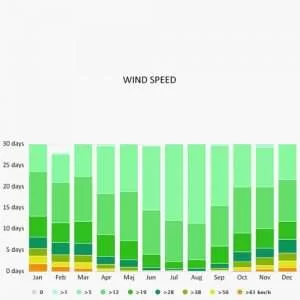 WIND SPEED
30 days
25 days
20 days
15 days
10 days
5 days
0 days
Jan Feb Mar Apr Maj Jun Jul Aug Sep Okt Nov Dec
0 >1 >5 >12 >19 >28 >38 >50 >61 km/h